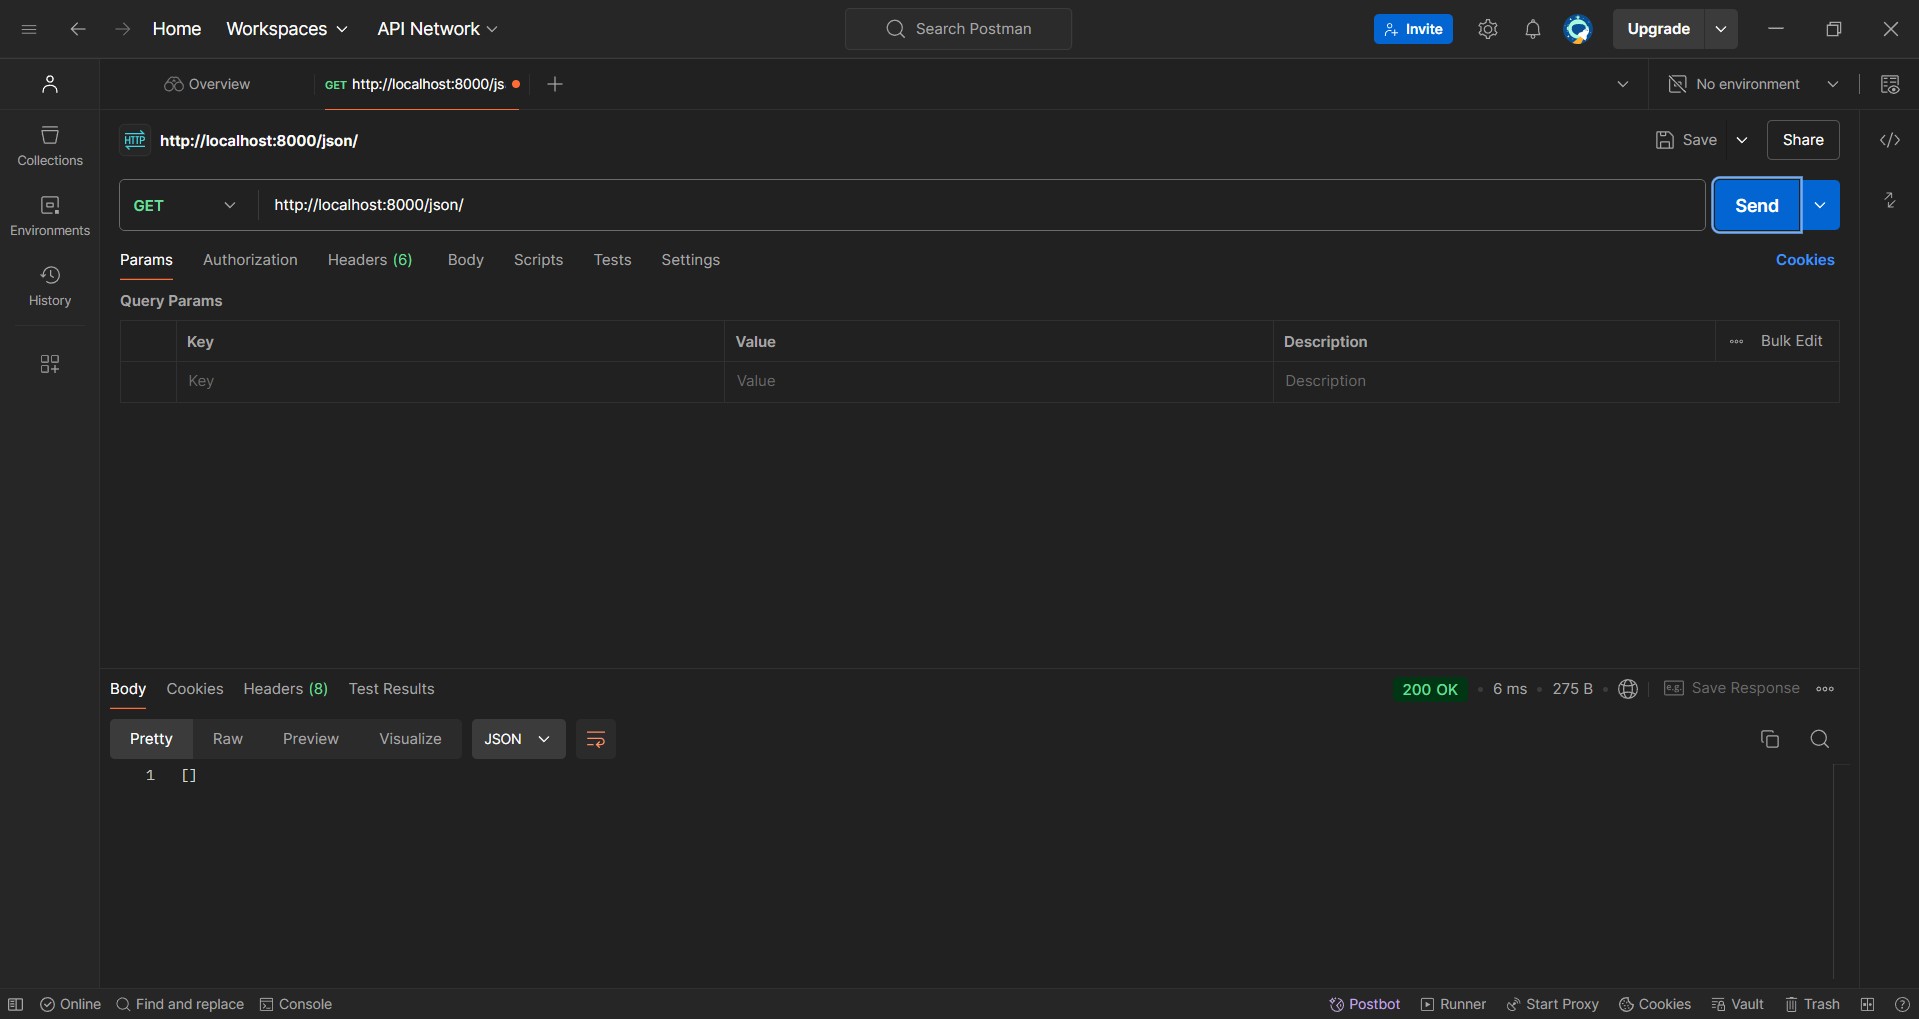 Home Workspaces API Network Search Postman Invite Upgrade
Overview GET http://localhost:8000/js No environment
HTTP http://localhost:8000/json/ Save Share
Collections
Environments
History
GET http://localhost:8000/json/ Send
Params Authorization Headers (6) Body Scripts Tests Settings Cookies
Query Params
Key Value Description Bulk Edit
Key Value Description
Body Cookies Headers (8) Test Results 200 OK 6 ms 275 B e.g. Save Response
Pretty Raw Preview Visualize JSON
1 []
Online Find and replace Console Postbot Runner Start Proxy Cookies Vault Trash